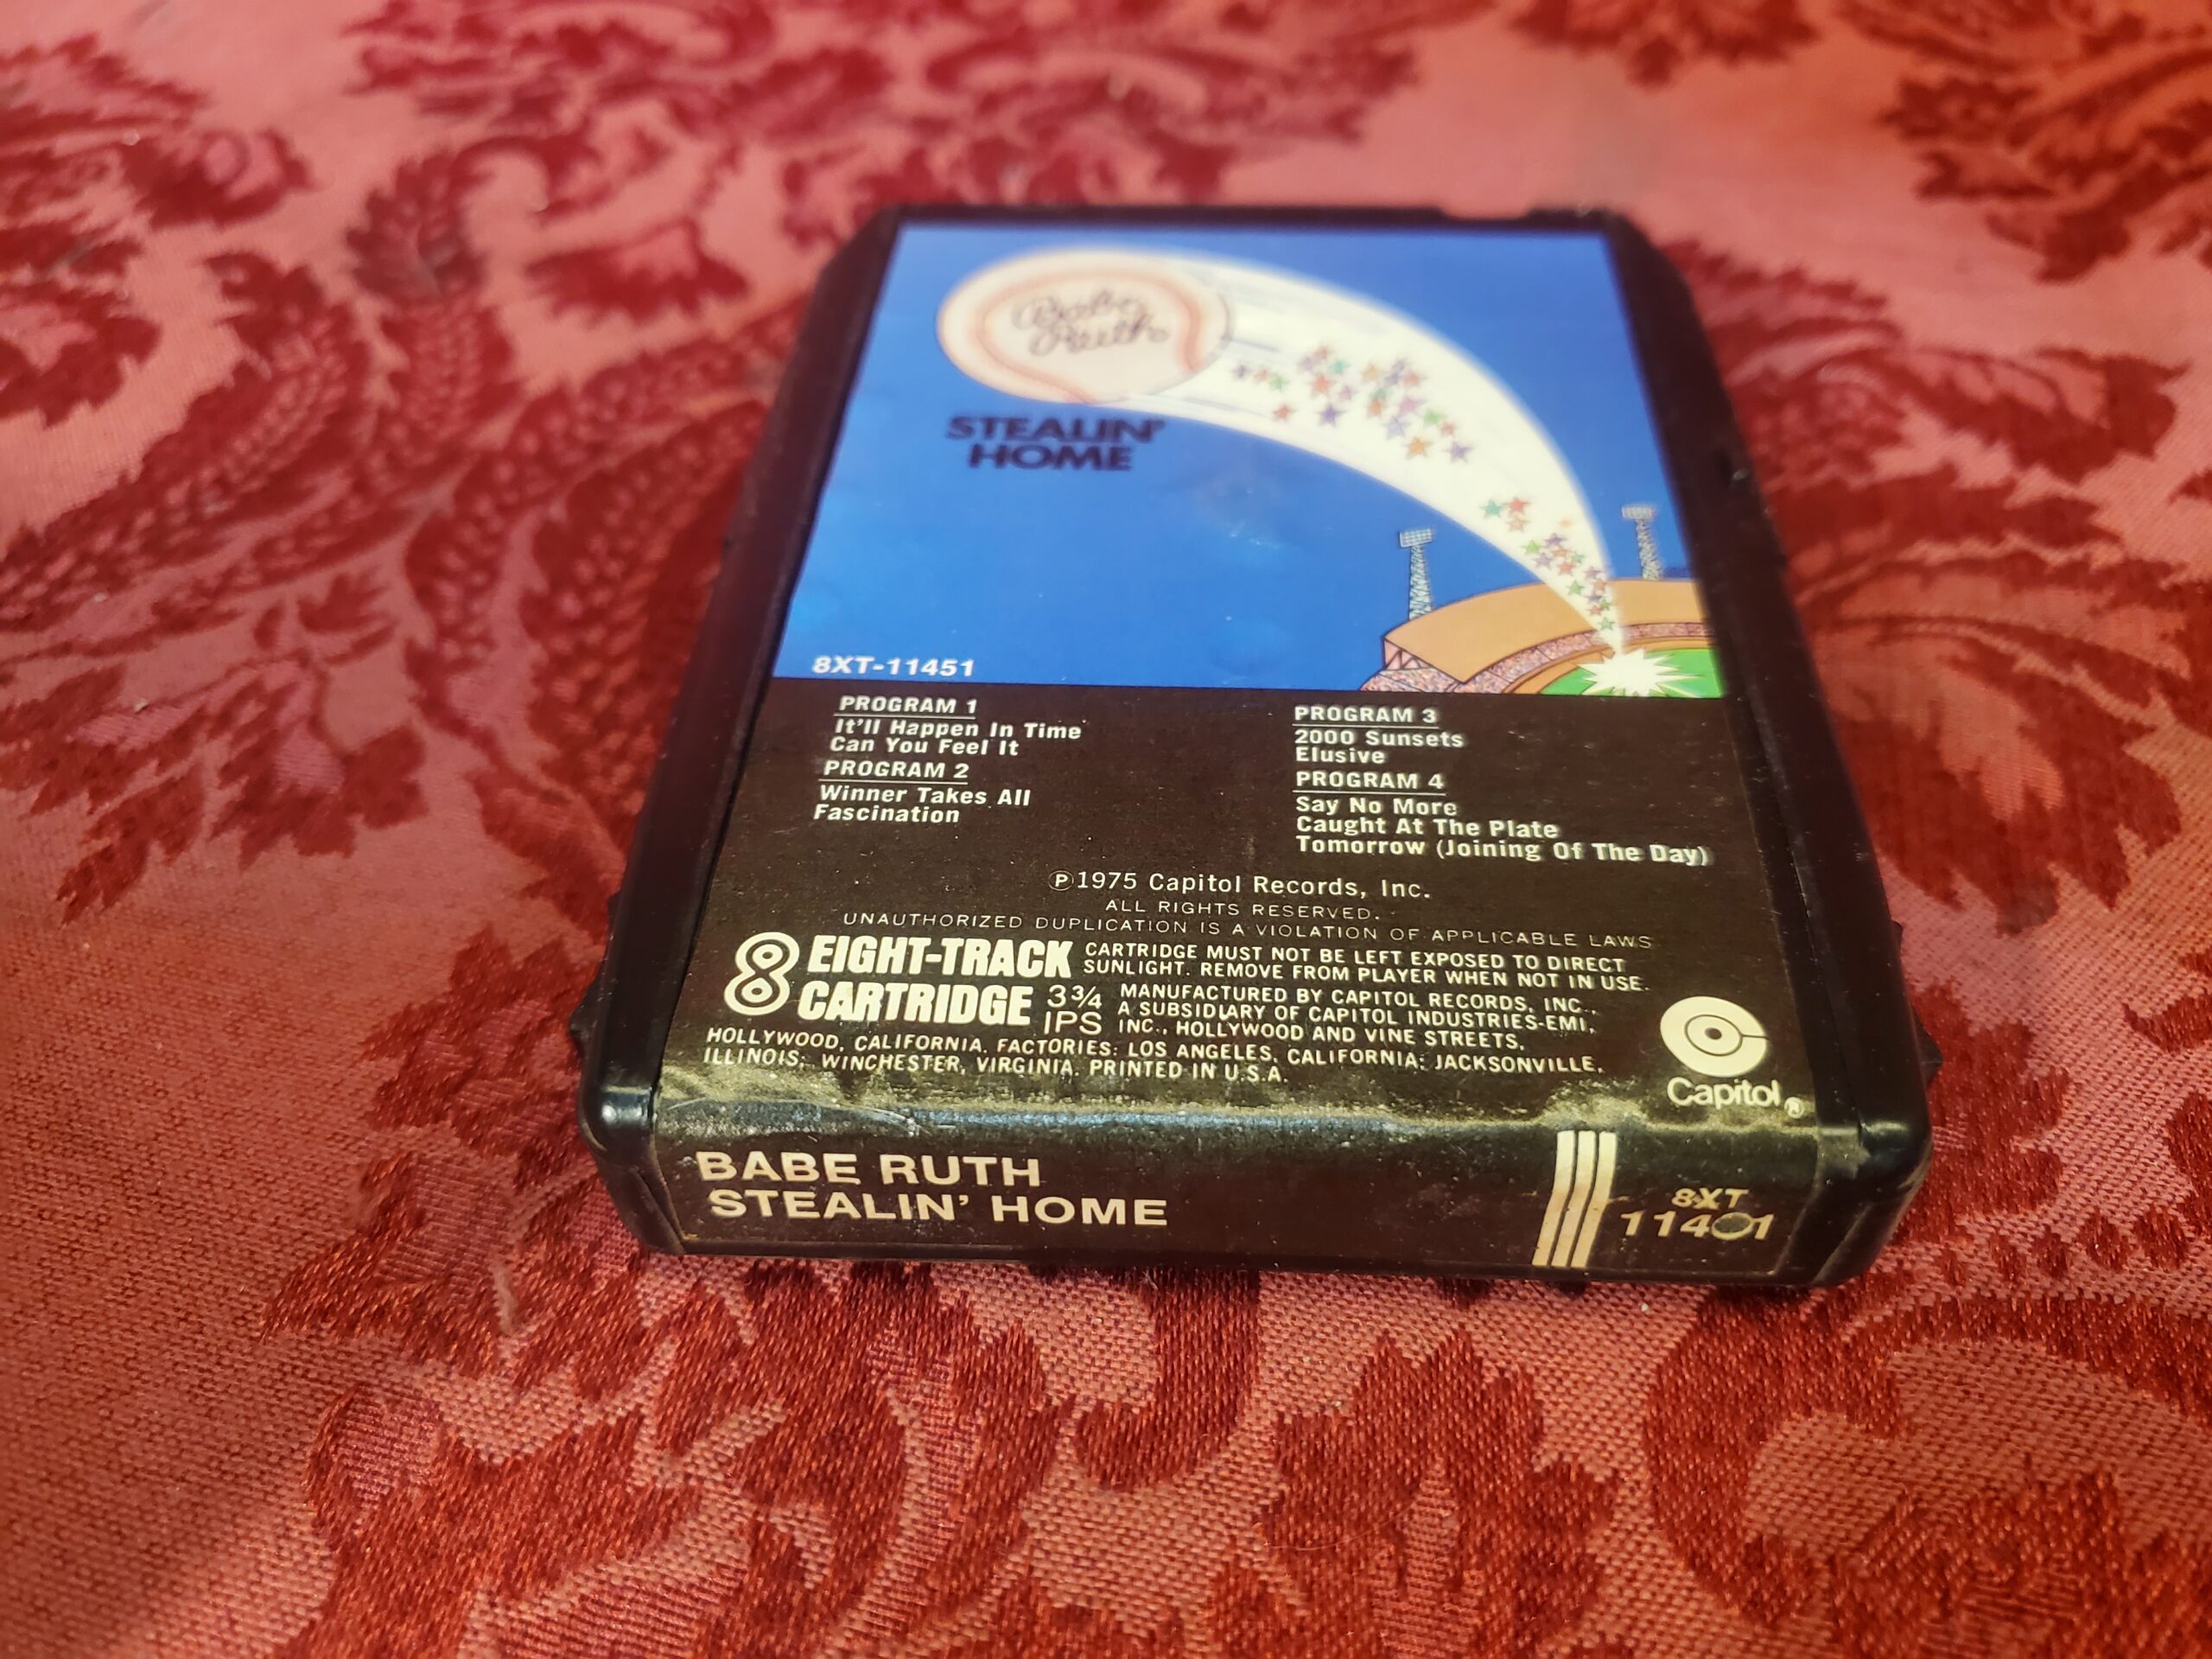 Babe
Ruth
STEALIN'
HOME
8XT-11451
PROGRAM 1
It'll Happen In Time
Can You Feel It
PROGRAM 2
Winner Takes All
Fascination
PROGRAM 3
2000 Sunsets
Elusive
PROGRAM 4
Say No More
Caught At The Plate
Tomorrow (Joining Of The Day)
Ⓟ1975 Capitol Records, Inc.
ALL RIGHTS RESERVED.
UNAUTHORIZED DUPLICATION IS A VIOLATION OF APPLICABLE LAWS
8 EIGHT-TRACK
CARTRIDGE 3¾
IPS
CARTRIDGE MUST NOT BE LEFT EXPOSED TO DIRECT
SUNLIGHT. REMOVE FROM PLAYER WHEN NOT IN USE.
MANUFACTURED BY CAPITOL RECORDS, INC.,
A SUBSIDIARY OF CAPITOL INDUSTRIES-EMI,
INC., HOLLYWOOD AND VINE STREETS,
HOLLYWOOD, CALIFORNIA. FACTORIES: LOS ANGELES, CALIFORNIA; JACKSONVILLE,
ILLINOIS; WINCHESTER, VIRGINIA. PRINTED IN U.S.A.
Capitol®
BABE RUTH
STEALIN' HOME
8XT
11451